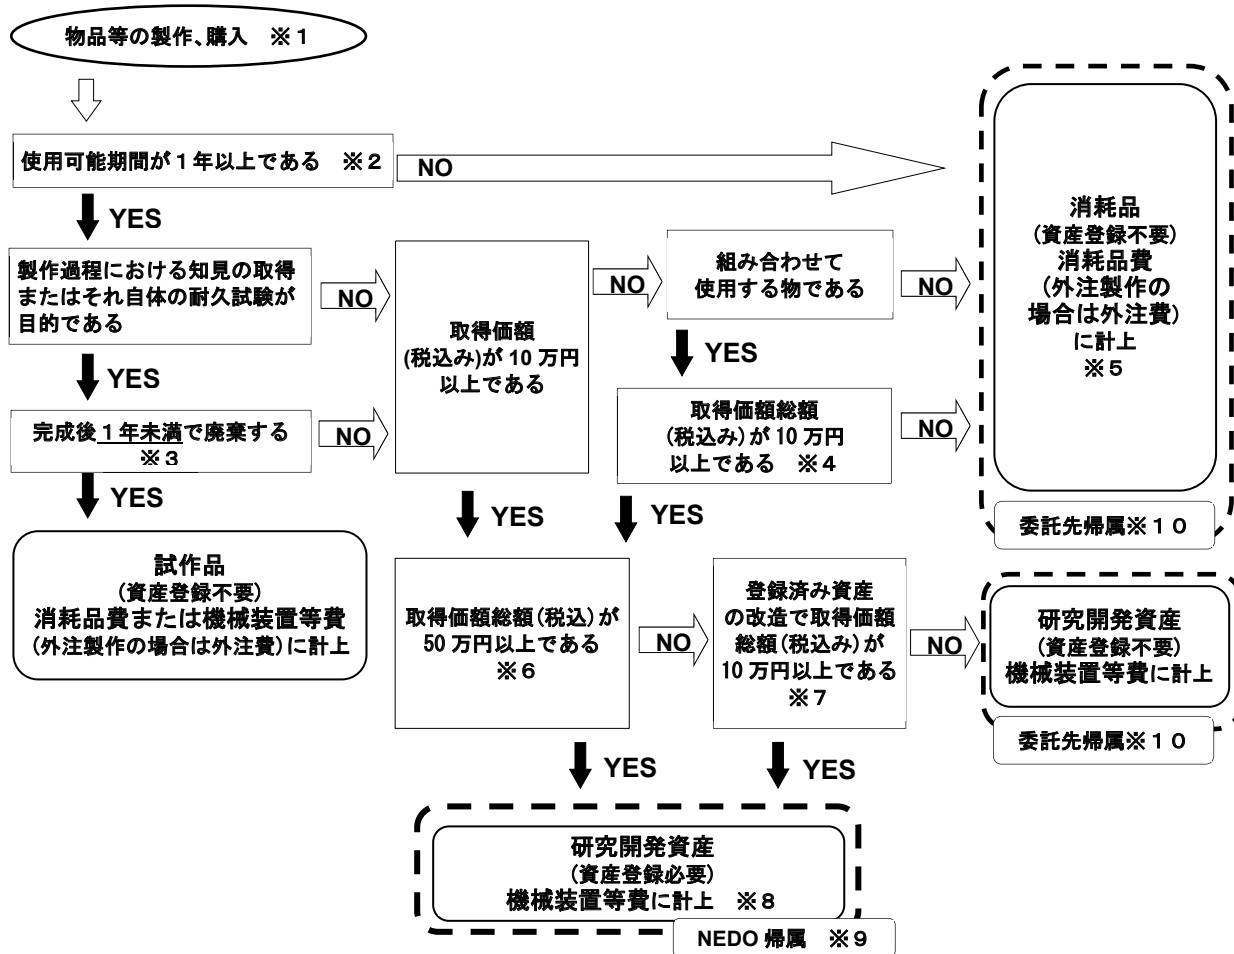 物品等の製作、購入　※１
使用可能期間が１年以上である　※２
NO
YES
製作過程における知見の取得
またはそれ自体の耐久試験が
目的である
NO
YES
完成後１年未満で廃棄する
※３
NO
YES
試作品
(資産登録不要)
消耗品費または機械装置等費
(外注製作の場合は外注費)に計上
取得価額
(税込み)が 10 万円
以上である
NO
YES
組み合わせて
使用する物である
NO
YES
取得価額総額
(税込み)が 10 万円
以上である　※４
NO
YES
消耗品
(資産登録不要)
消耗品費
(外注製作の
場合は外注費)
に計上
※５
委託先帰属※１０
取得価額総額(税込)が
50 万円以上である
※６
NO
YES
登録済み資産
の改造で取得価額
総額(税込み)が
10 万円以上である
※７
NO
YES
研究開発資産
(資産登録不要)
機械装置等費に計上
委託先帰属※１０
研究開発資産
(資産登録必要)
機械装置等費に計上　※８
NEDO 帰属　※９